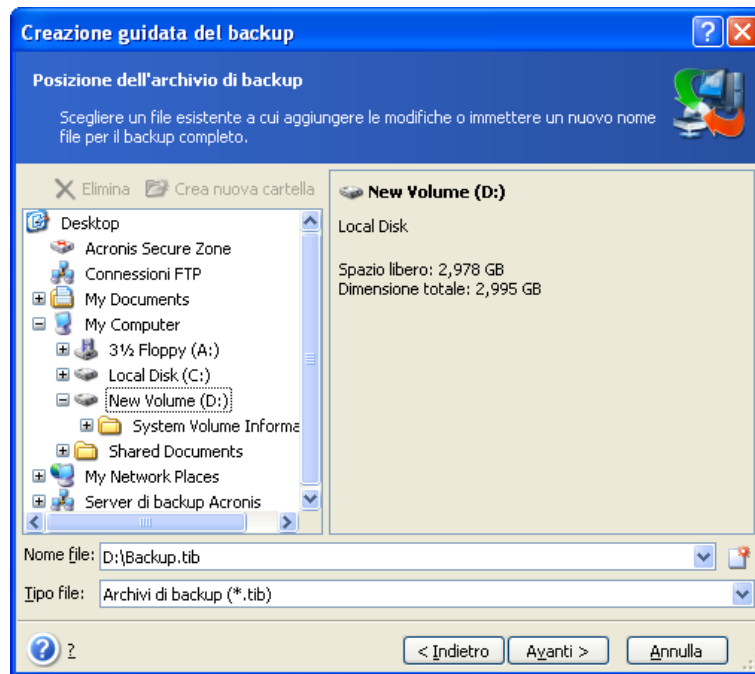 Creazione guidata del backup
Posizione dell'archivio di backup
Scegliere un file esistente a cui aggiungere le modifiche o immettere un nuovo nome
file per il backup completo.
Elimina Crea nuova cartella
Desktop
Acronis Secure Zone
Connessioni FTP
My Documents
My Computer
3½ Floppy (A:)
Local Disk (C:)
New Volume (D:)
System Volume Informa
Shared Documents
My Network Places
Server di backup Acronis
New Volume (D:)
Local Disk
Spazio libero: 2,978 GB
Dimensione totale: 2,995 GB
Nome file: D:\Backup.tib
Tipo file: Archivi di backup (*.tib)
? < Indietro Avanti > Annulla